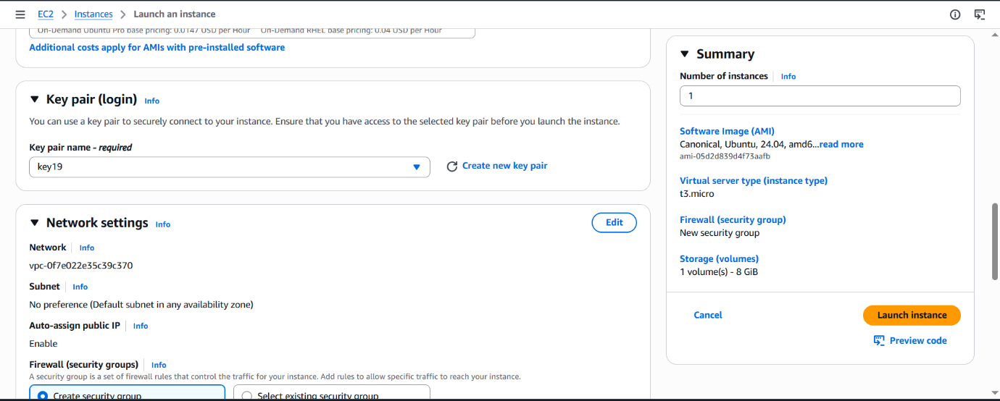 EC2 > Instances > Launch an instance
On-Demand Ubuntu Pro base pricing: 0.0147 USD per Hour On-Demand RHEL base pricing: 0.04 USD per Hour
Additional costs apply for AMIs with pre-installed software
Key pair (login) Info
You can use a key pair to securely connect to your instance. Ensure that you have access to the selected key pair before you launch the instance.
Key pair name - required
key19
Create new key pair
Network settings Info
Edit
Network Info
vpc-0f7e022e35c39c370
Subnet Info
No preference (Default subnet in any availability zone)
Auto-assign public IP Info
Enable
Firewall (security groups) Info
A security group is a set of firewall rules that control the traffic for your instance. Add rules to allow specific traffic to reach your instance.
Create security group
Select existing security group
Summary
Number of instances Info
1
Software Image (AMI)
Canonical, Ubuntu, 24.04, amd6...read more
ami-05d2d839d4f73aafb
Virtual server type (instance type)
t3.micro
Firewall (security group)
New security group
Storage (volumes)
1 volume(s) - 8 GiB
Cancel
Launch instance
Preview code